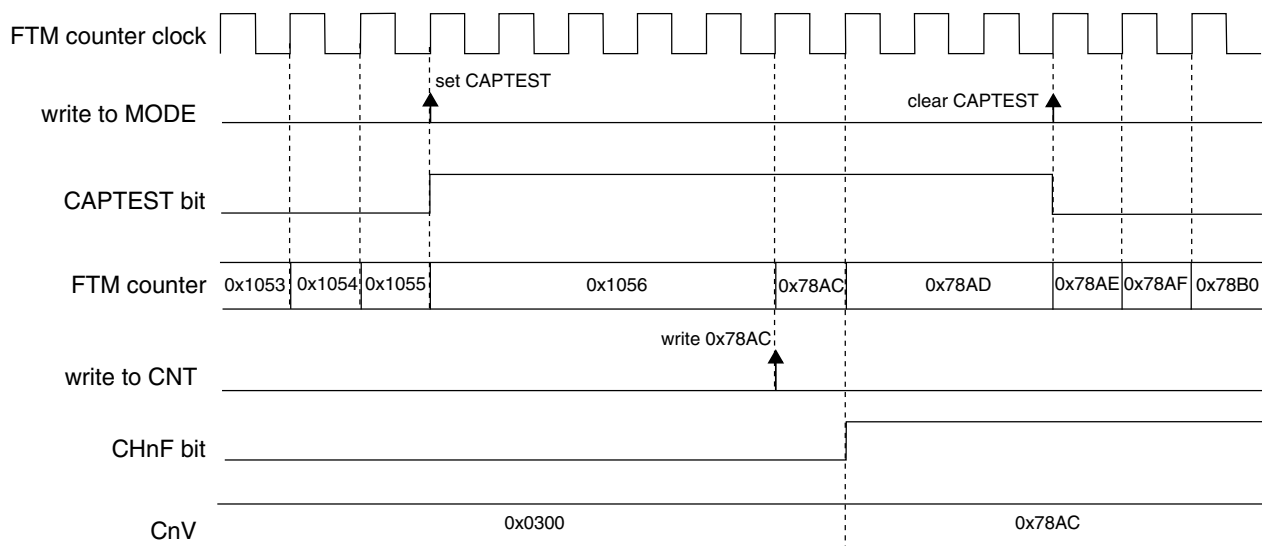 FTM counter clock
set CAPTEST
write to MODE
clear CAPTEST
CAPTEST bit
FTM counter 0x1053 0x1054 0x1055 0x1056 0x78AC 0x78AD 0x78AE 0x78AF 0x78B0
write 0x78AC
write to CNT
CHnF bit
CnV 0x0300 0x78AC